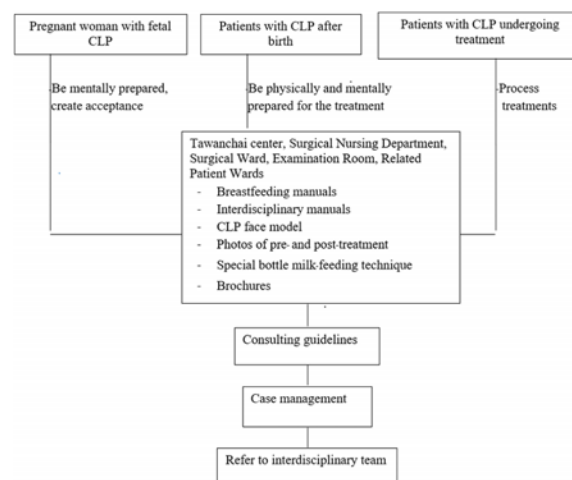 Pregnant woman with fetal
CLP
Patients with CLP after
birth
Patients with CLP undergoing
treatment
Be mentally prepared,
create acceptance
Be physically and mentally
prepared for the treatment
Process
treatments
Tawanchai center, Surgical Nursing Department,
Surgical Ward, Examination Room, Related
Patient Wards
- Breastfeeding manuals
- Interdisciplinary manuals
- CLP face model
- Photos of pre- and post-treatment
- Special bottle milk-feeding technique
- Brochures
Consulting guidelines
Case management
Refer to interdisciplinary team